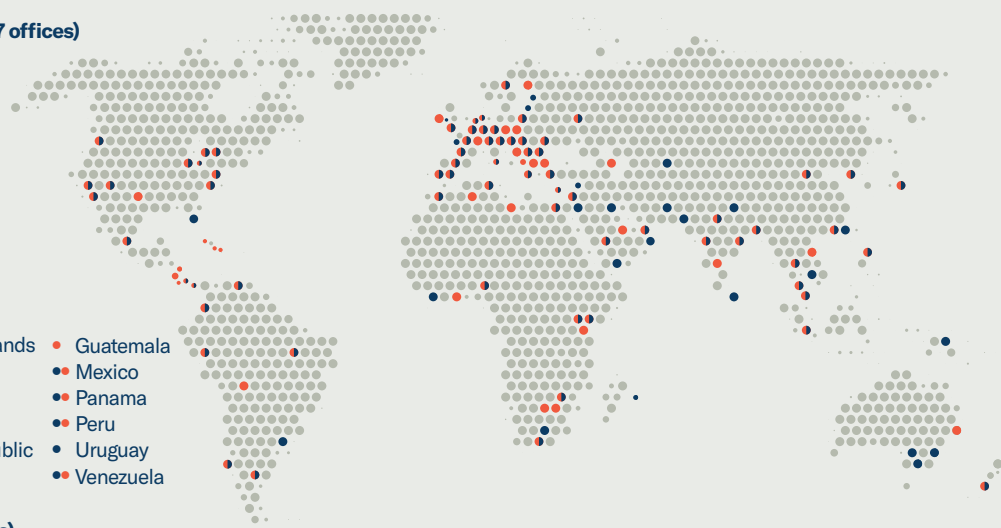 7 offices)
Guatemala
Mexico
Panama
Peru
Uruguay
Venezuela